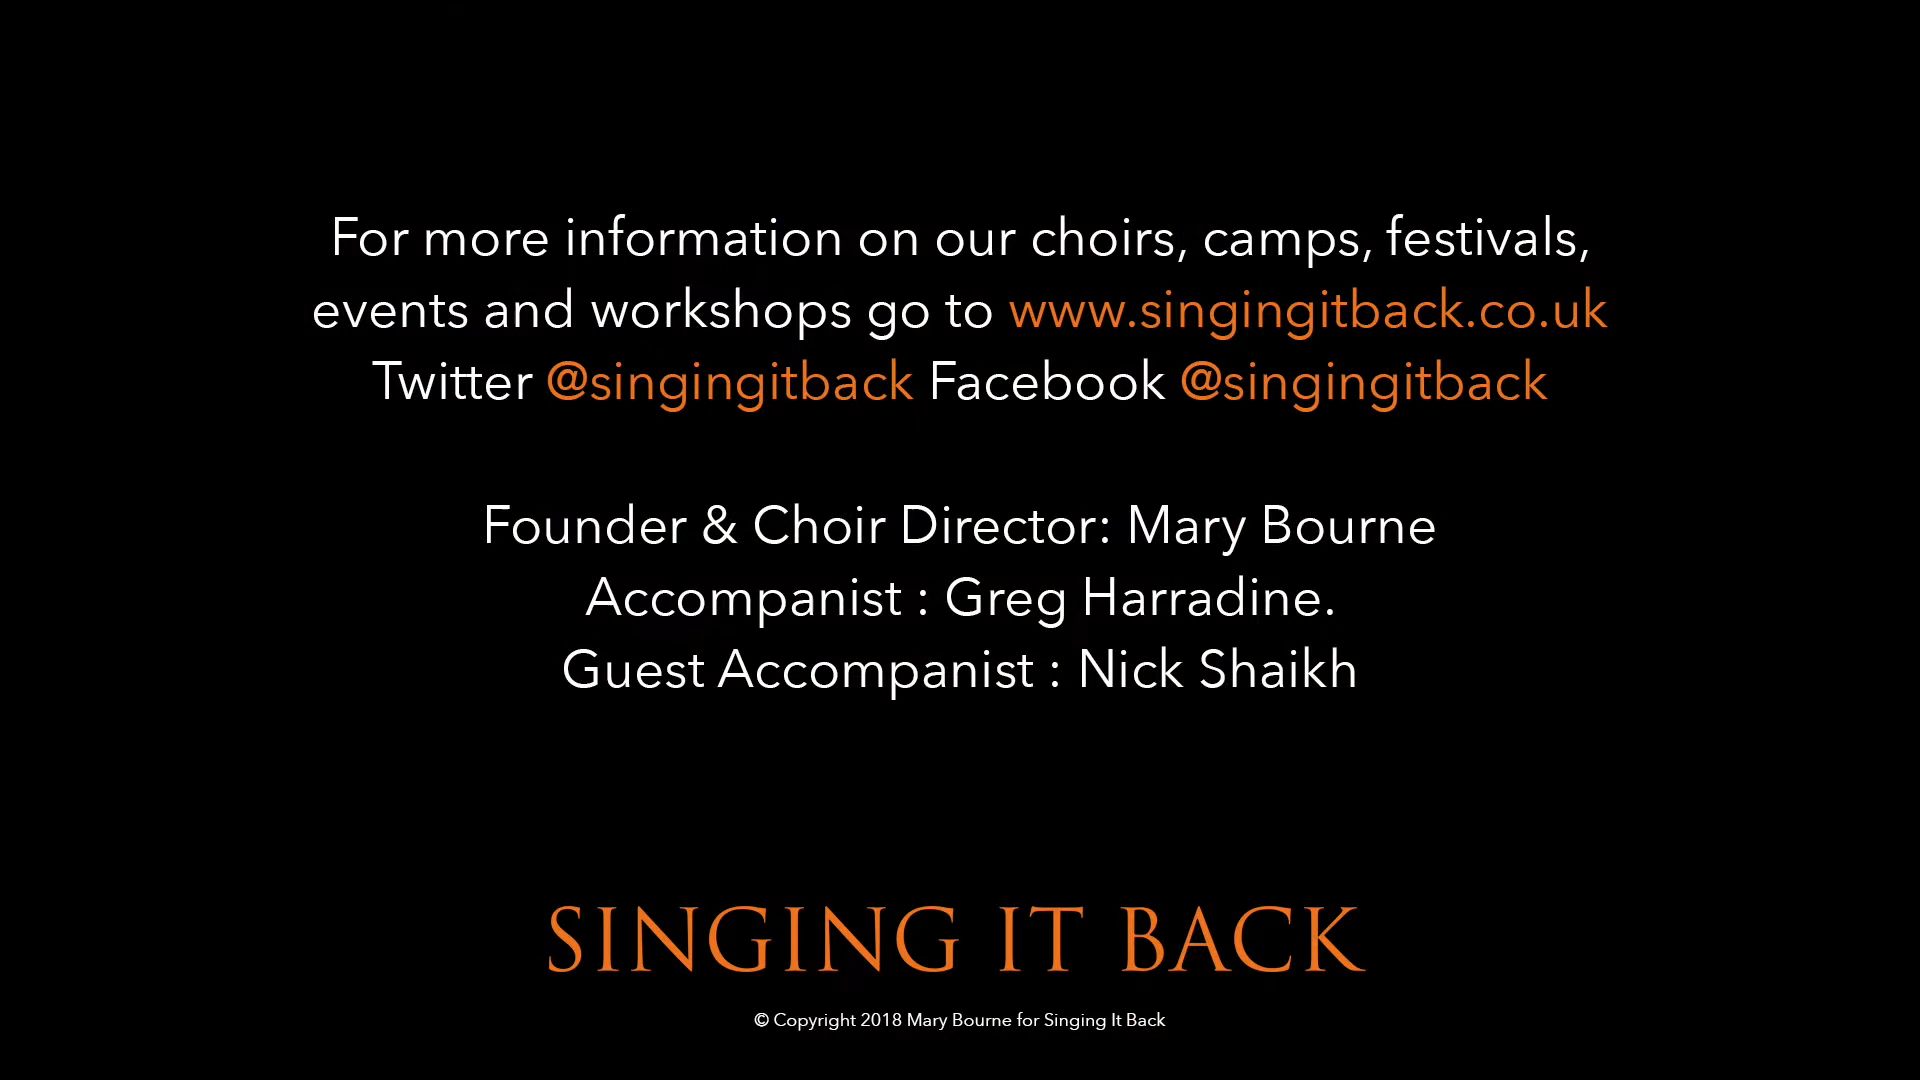 For more information on our choirs, camps, festivals,
events and workshops go to www.singingitback.co.uk
Twitter @singingitback Facebook @singingitback
Founder & Choir Director: Mary Bourne
Accompanist : Greg Harradine.
Guest Accompanist : Nick Shaikh
SINGING IT BACK
© Copyright 2018 Mary Bourne for Singing It Back